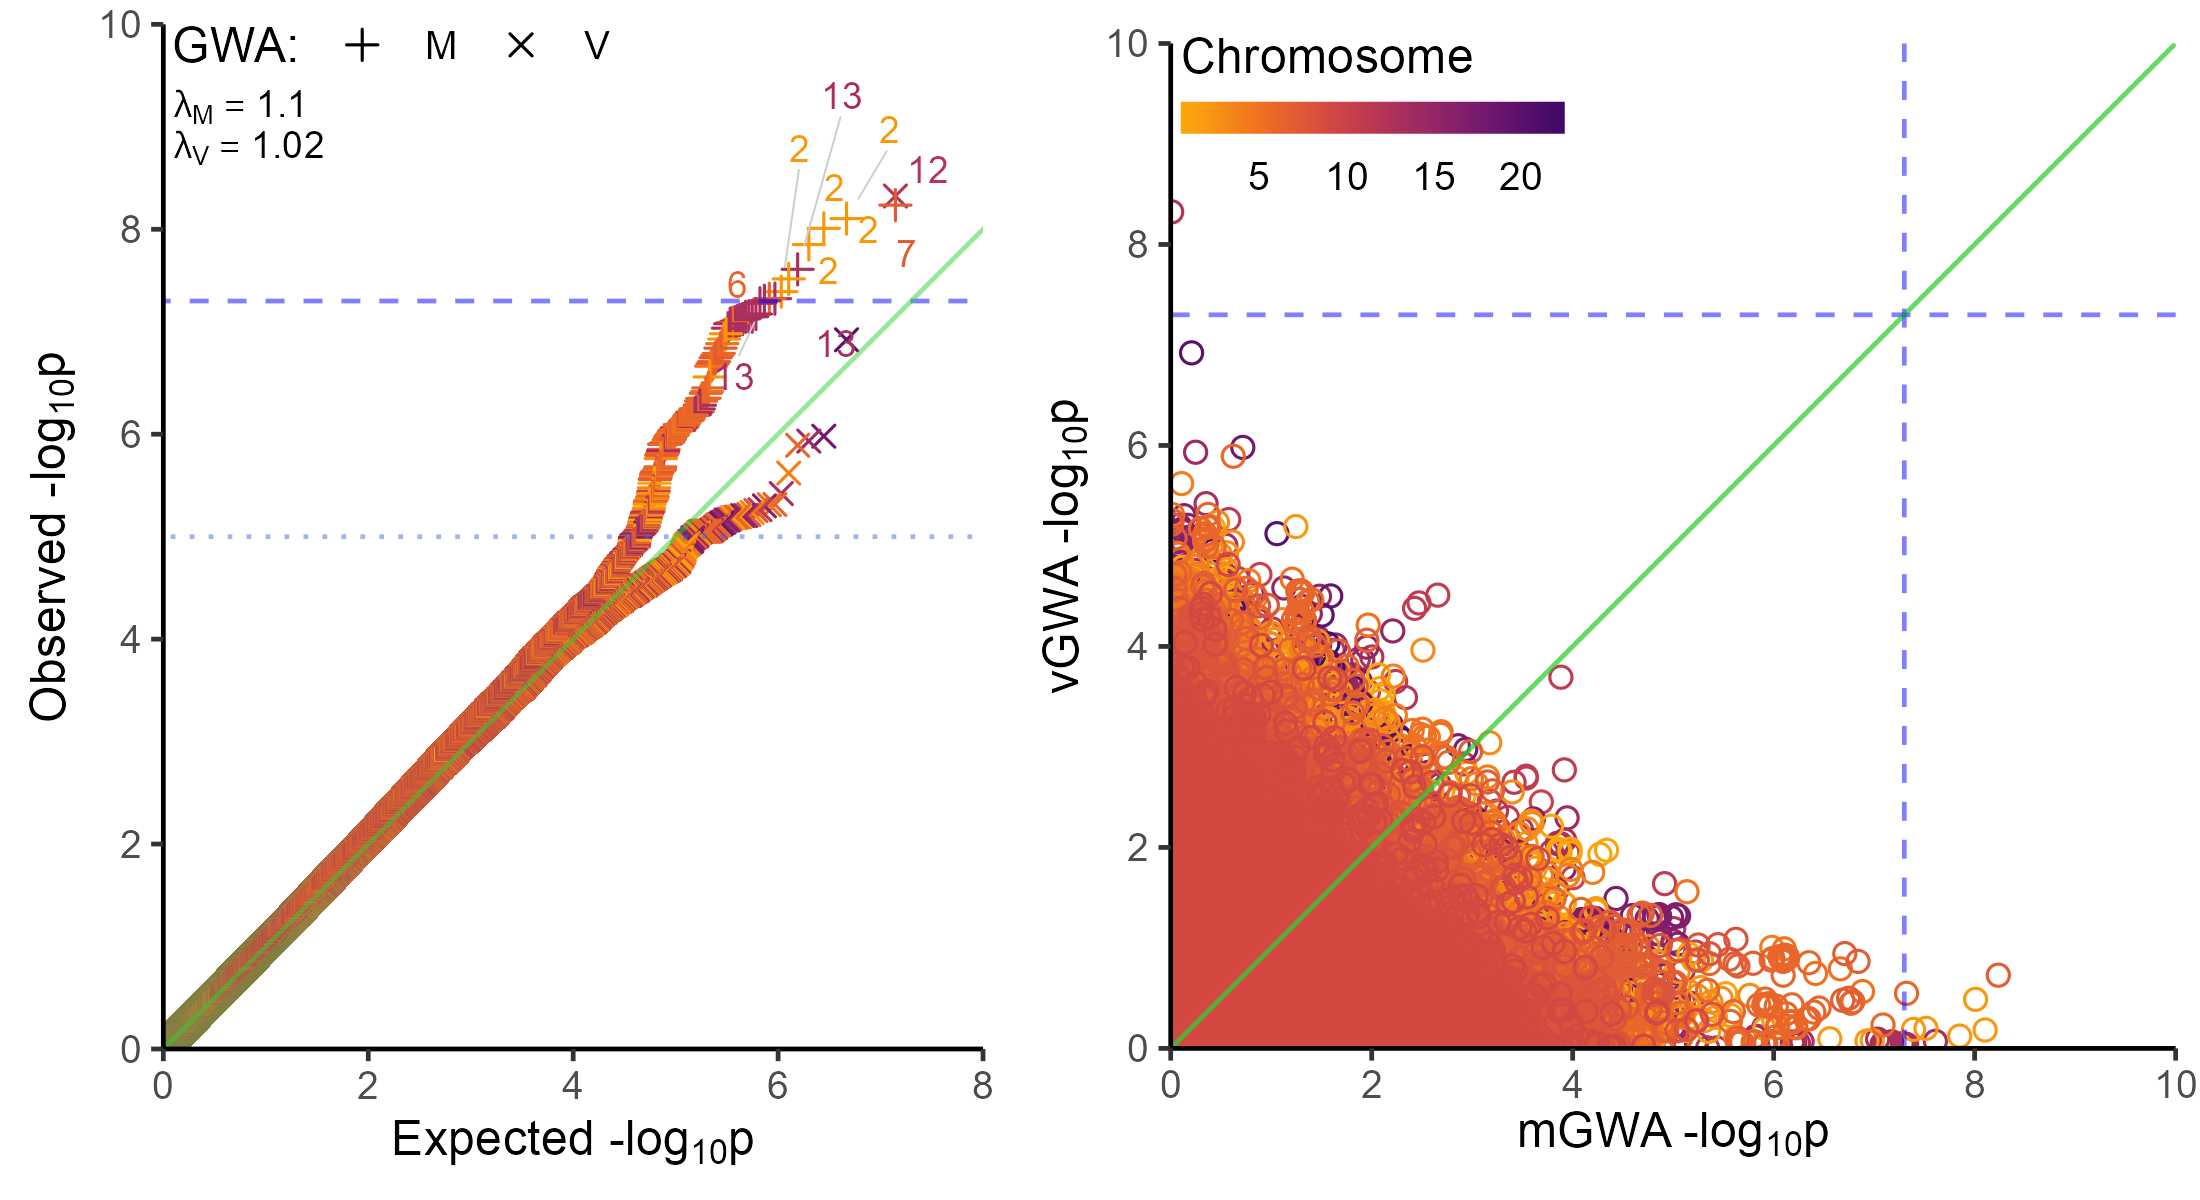 10
GWA: M V
λM = 1.1
λV = 1.02
13
2
2
12
2
8
2
7
2
6
13
13
6
4
2
0
0 2 4 6 8
Observed -log10p
Expected -log10p
10
Chromosome
5 10 15 20
8
6
4
2
0
0 2 4 6 8 10
vGWA -log10p
mGWA -log10p